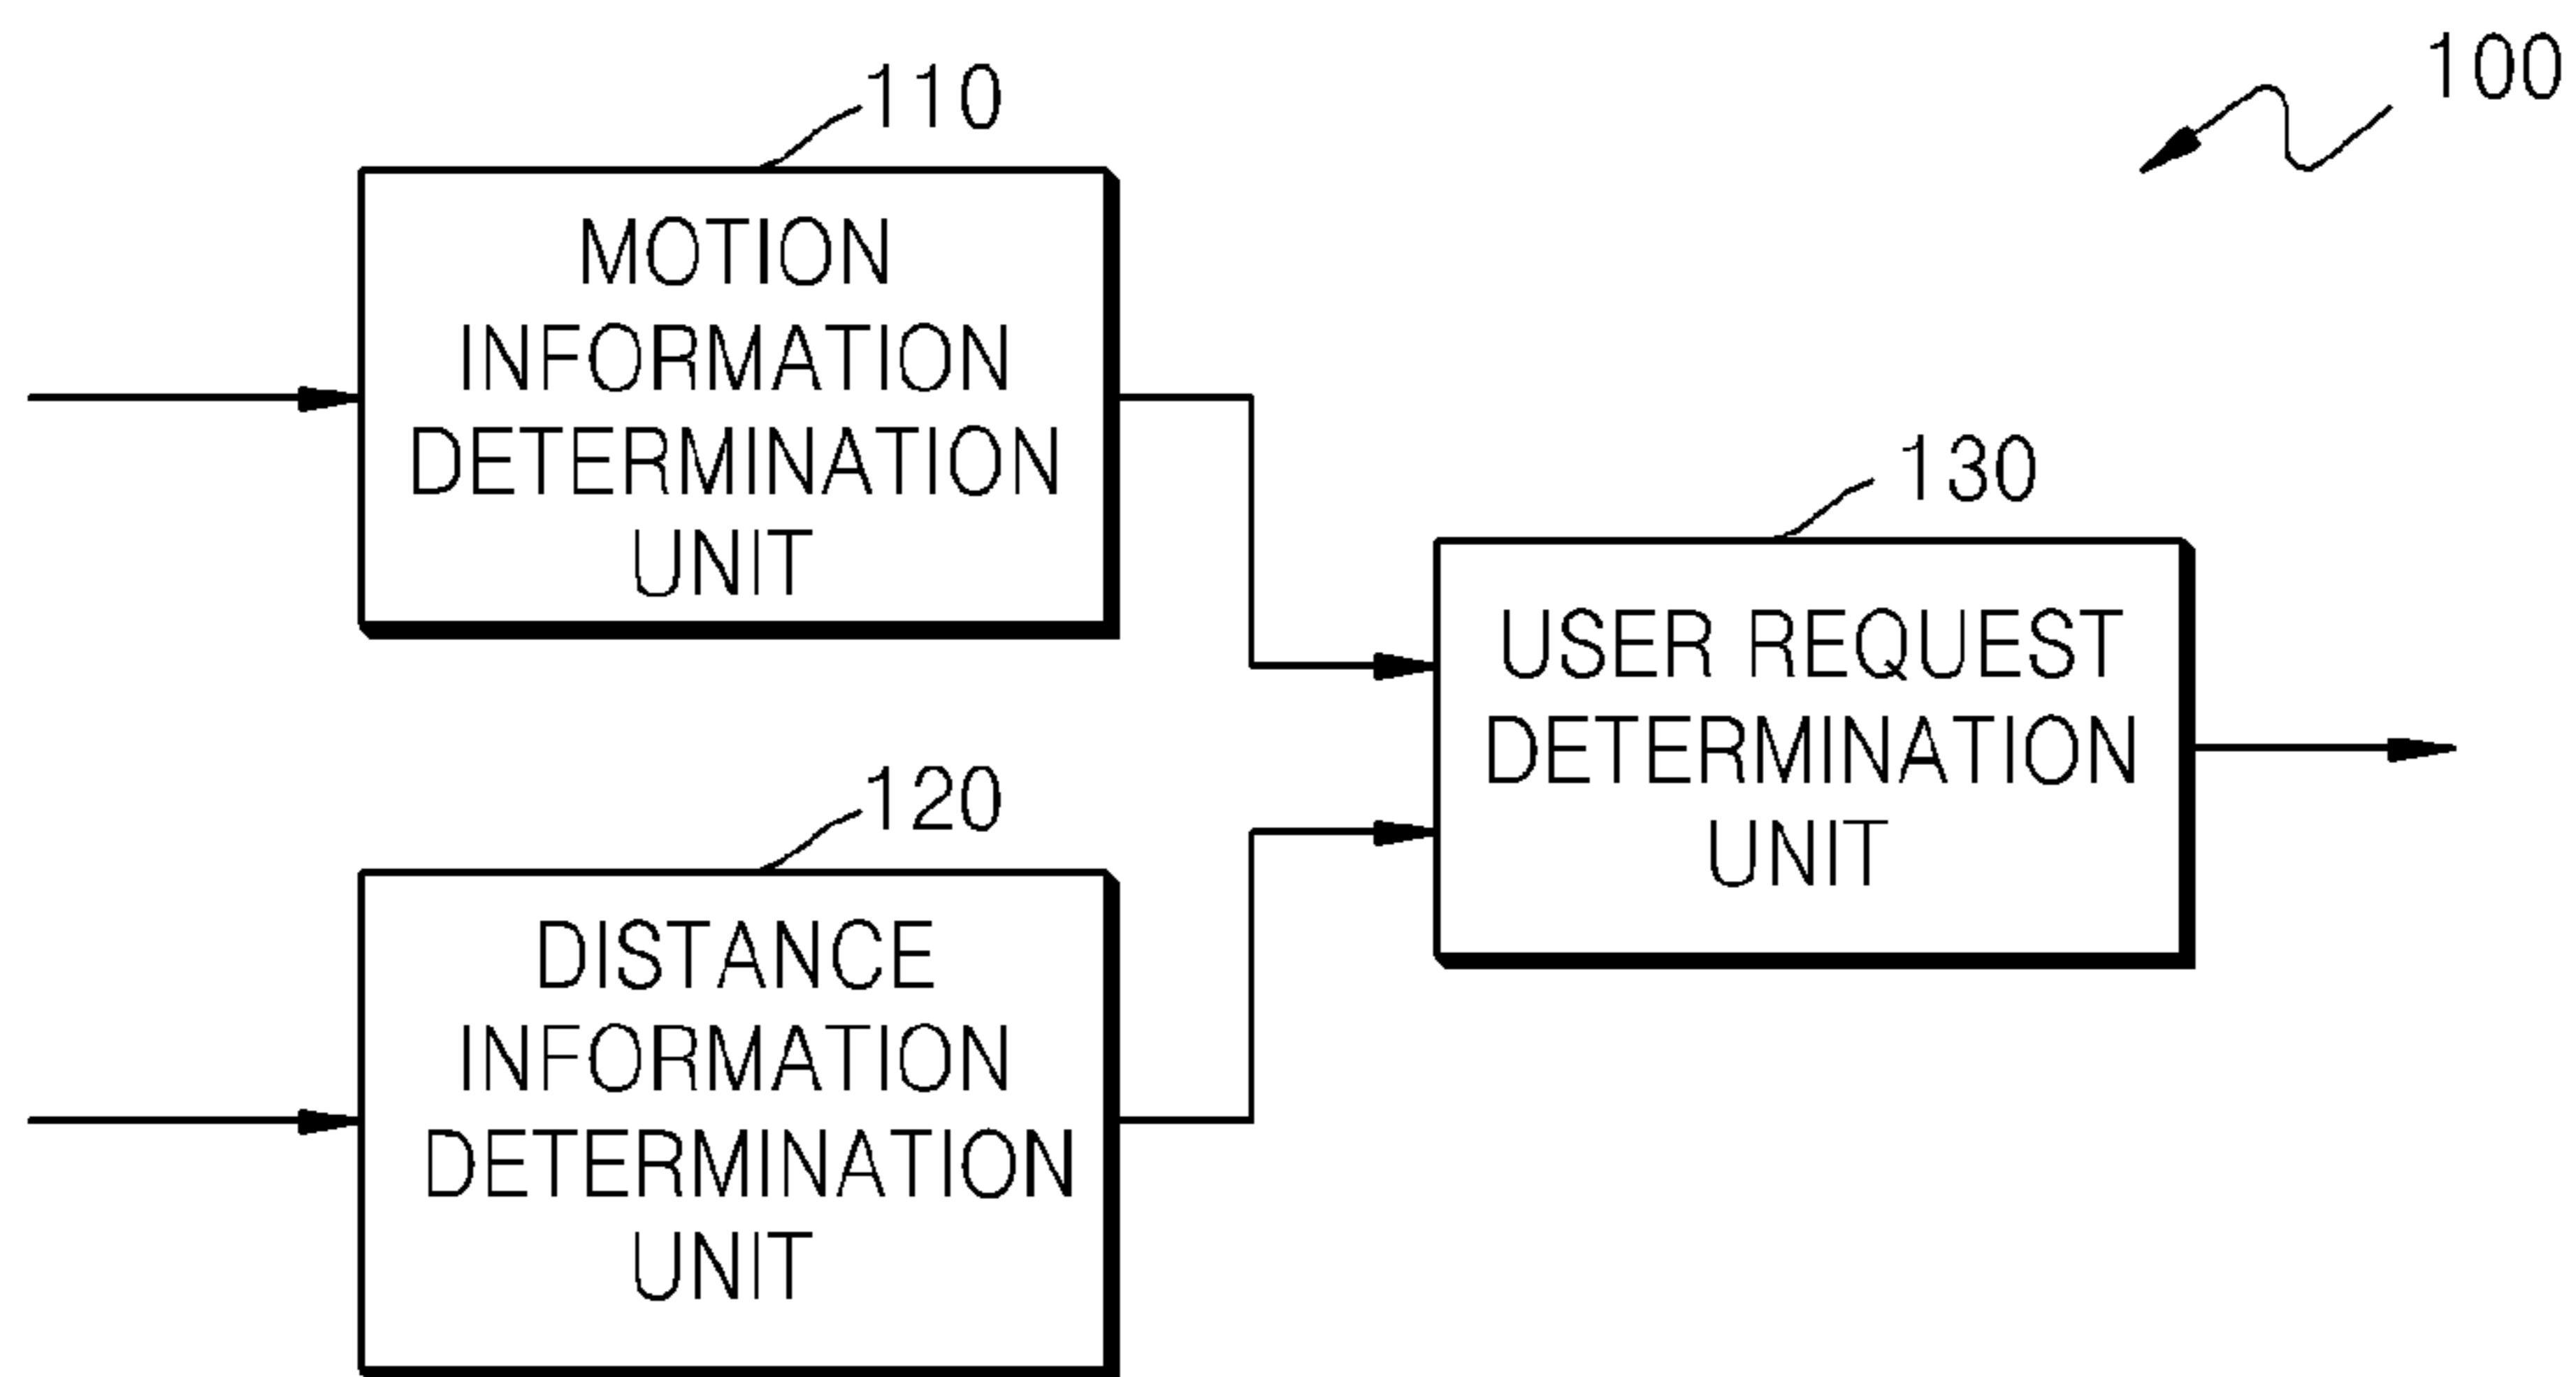 100
110
MOTION
INFORMATION
DETERMINATION
UNIT
130
USER REQUEST
DETERMINATION
UNIT
120
DISTANCE
INFORMATION
DETERMINATION
UNIT